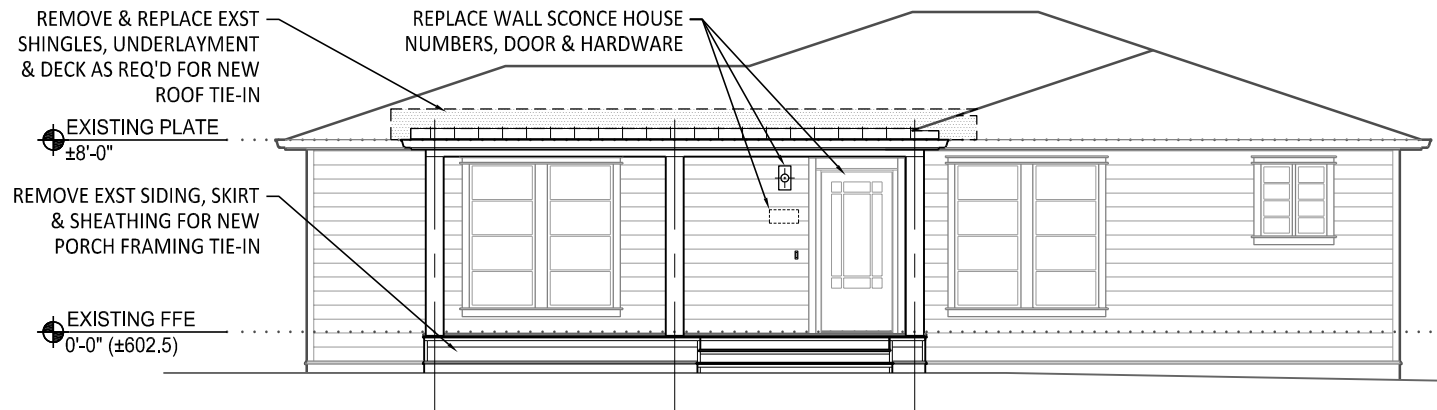 REMOVE & REPLACE EXST
SHINGLES, UNDERLAYMENT
& DECK AS REQ'D FOR NEW
ROOF TIE-IN
REPLACE WALL SCONCE HOUSE
NUMBERS, DOOR & HARDWARE
EXISTING PLATE
±8'-0"
REMOVE EXST SIDING, SKIRT
& SHEATHING FOR NEW
PORCH FRAMING TIE-IN
EXISTING FFE
0'-0" (±602.5)